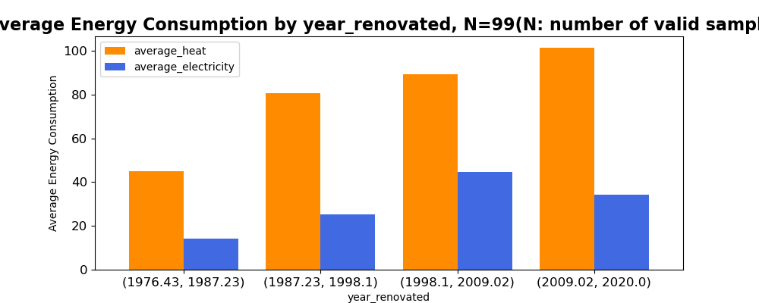 verage Energy Consumption by year_renovated, N=99(N: number of valid sampl
average_heat
average_electricity
Average Energy Consumption
100
80
60
40
20
0
(1976.43, 1987.23)
(1987.23, 1998.1)
(1998.1, 2009.02)
(2009.02, 2020.0)
year_renovated